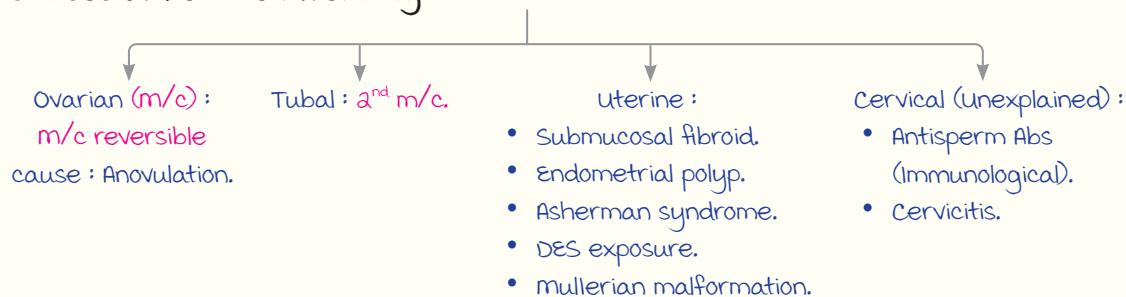 Ovarian (m/c) :
m/c reversible
cause : Anovulation.
Tubal : 2nd m/c.
Uterine :
• Submucosal fibroid.
• Endometrial polyp.
• Asherman syndrome.
• DES exposure.
• Mullerian malformation.
Cervical (Unexplained) :
• Antisperm Abs
(Immunological).
• Cervicitis.